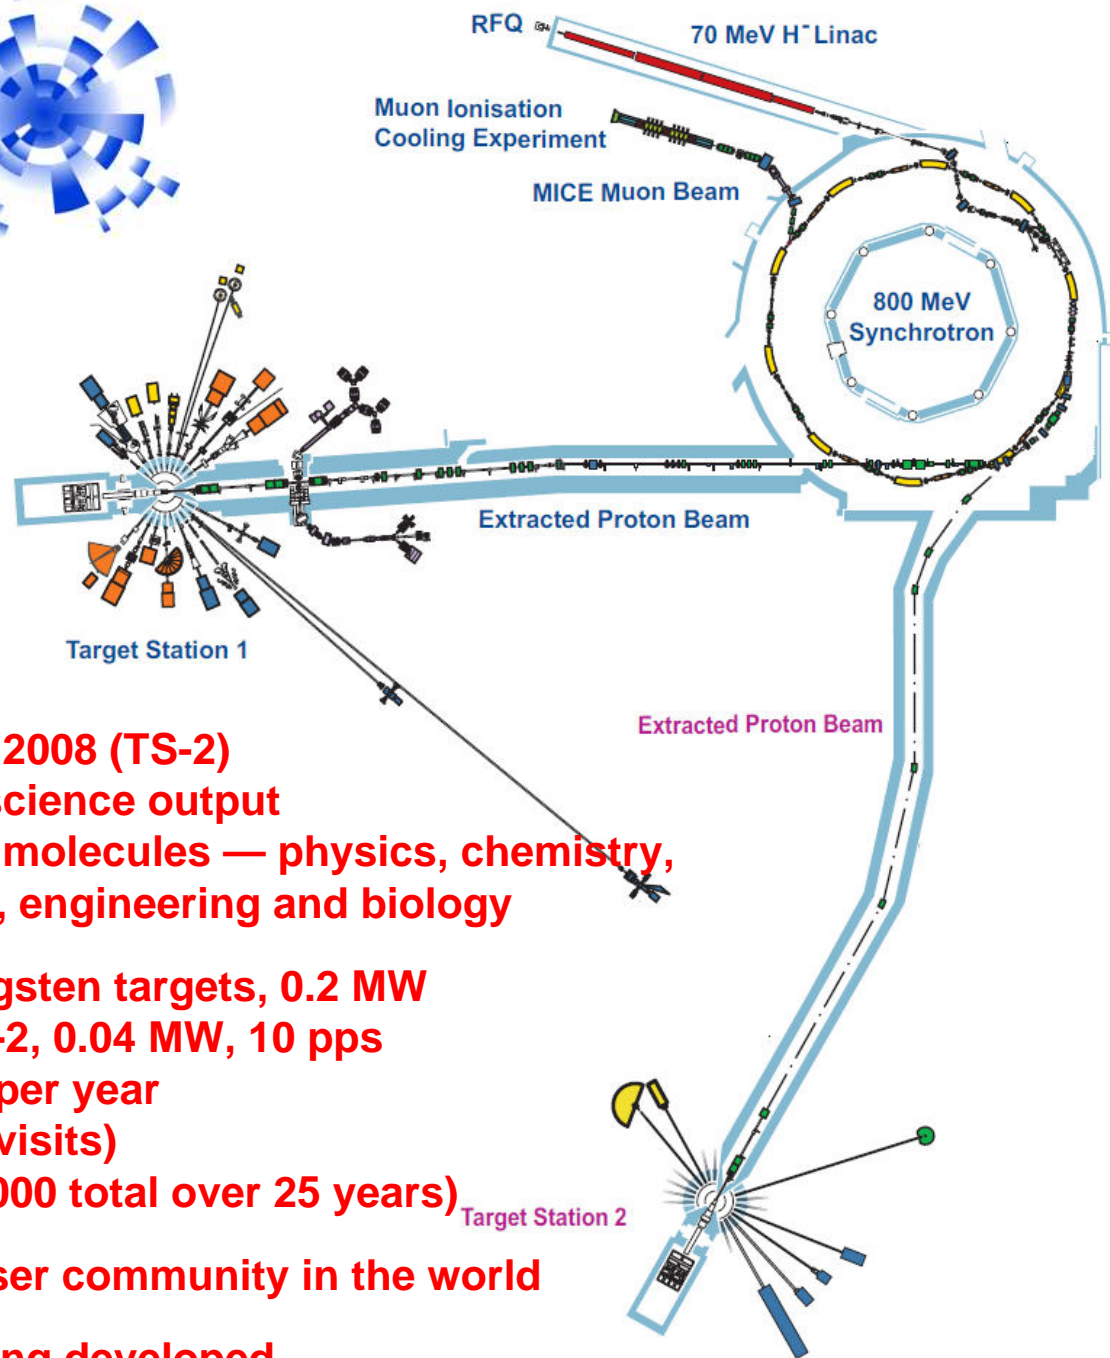 RFQ
70 MeV H⁻ Linac
Muon Ionisation
Cooling Experiment
MICE Muon Beam
800 MeV
Synchrotron
Extracted Proton Beam
Target Station 1
Extracted Proton Beam
2008 (TS-2)
science output
molecules — physics, chemistry,
, engineering and biology
gsten targets, 0.2 MW
-2, 0.04 MW, 10 pps
per year
visits)
000 total over 25 years)
Target Station 2
ser community in the world
ng developed